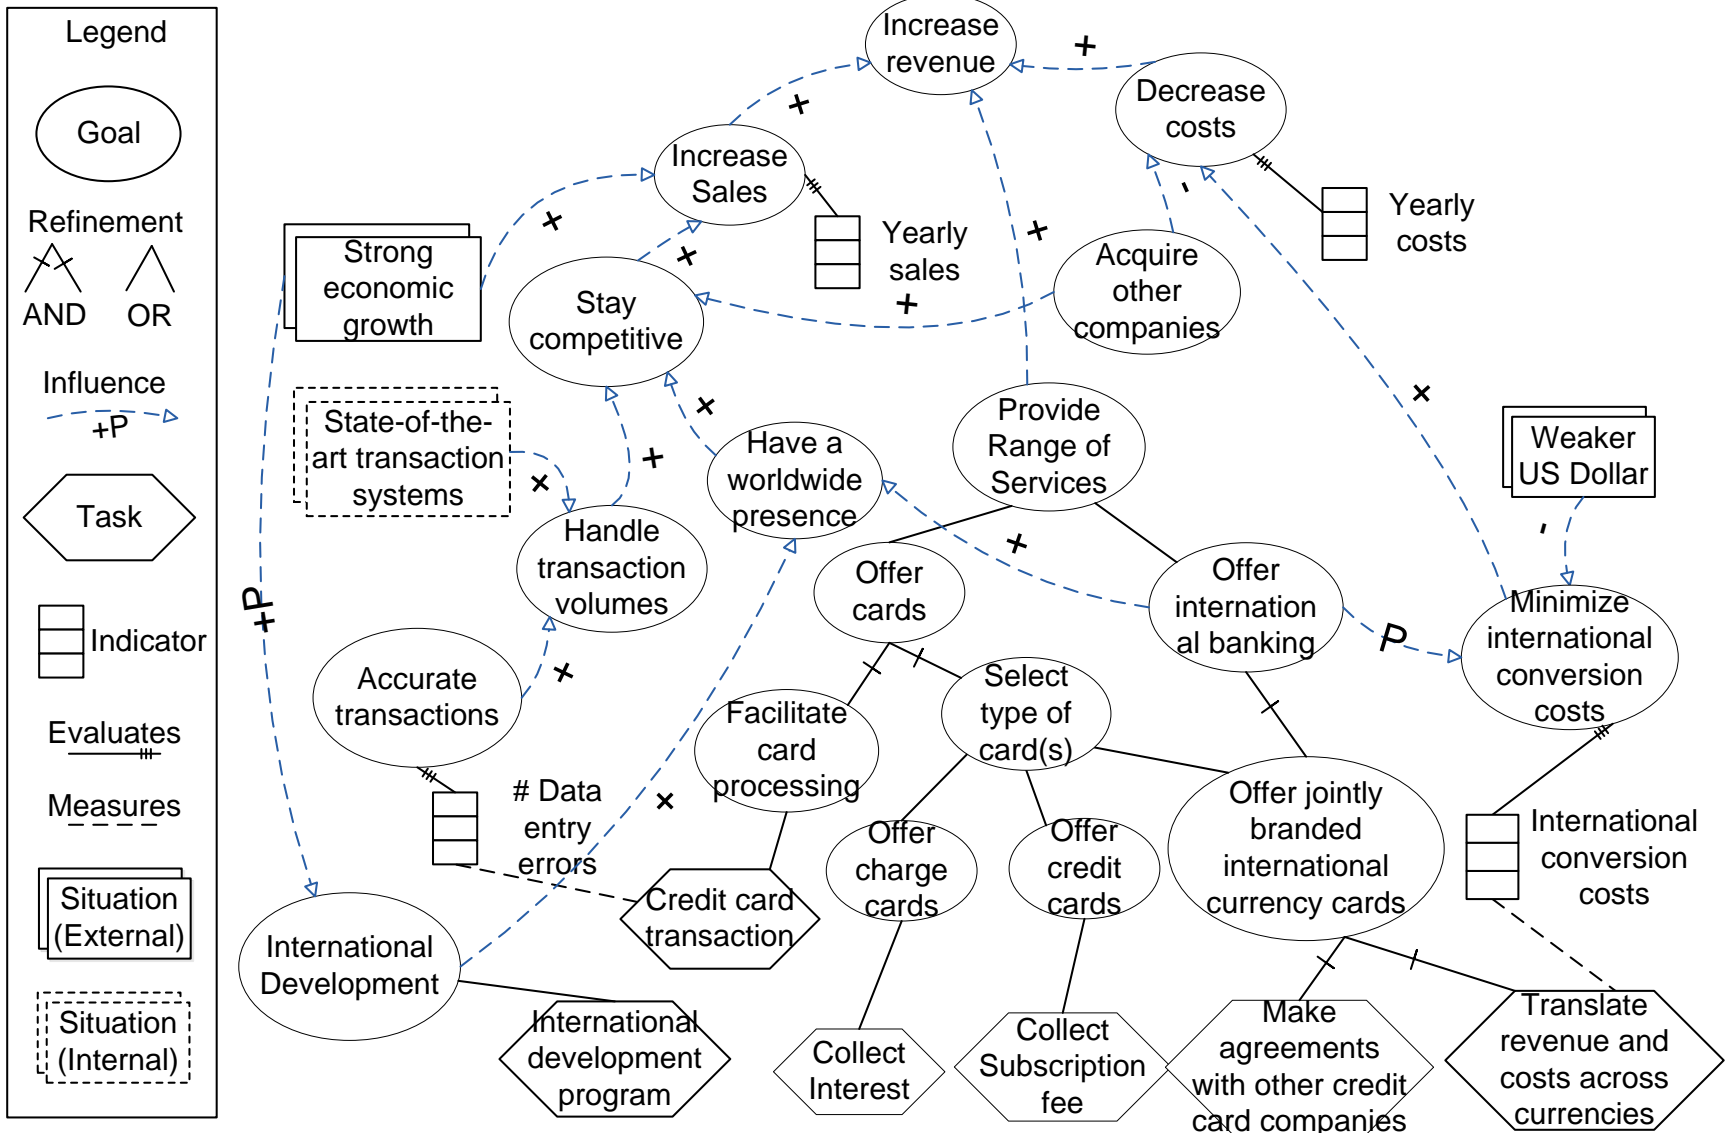 Legend
Goal
Refinement
AND
OR
Influence
+P
Task
Indicator
Evaluates
Measures
Situation
(External)
Situation
(Internal)
Increase
revenue
+
+
Decrease
costs
+
Increase
Sales
-
Yearly
costs
Yearly
sales
+
+
+
Strong
economic
growth
Stay
competitive
+
Acquire
other
companies
+
State-of-the-
art transaction
systems
+
+
+
Have a
worldwide
presence
Provide
Range of
Services
Weaker
US Dollar
-
+
Handle
transaction
volumes
Offer
cards
Offer
internation
al banking
Minimize
international
conversion
costs
P
+P
+
Accurate
transactions
Facilitate
card
processing
Select
type of
card(s)
+
# Data
entry
errors
Offer
charge
cards
Offer
credit
cards
Offer jointly
branded
international
currency cards
International
conversion
costs
Credit card
transaction
International
Development
International
development
program
Collect
Interest
Collect
Subscription
fee
Make
agreements
with other credit
card companies
Translate
revenue and
costs across
currencies